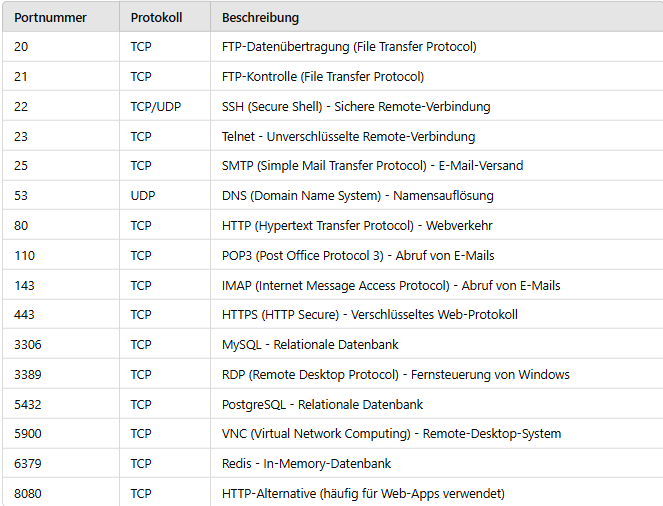 Portnummer Protokoll Beschreibung
20 TCP FTP-Datenübertragung (File Transfer Protocol)
21 TCP FTP-Kontrolle (File Transfer Protocol)
22 TCP/UDP SSH (Secure Shell) - Sichere Remote-Verbindung
23 TCP Telnet - Unverschlüsselte Remote-Verbindung
25 TCP SMTP (Simple Mail Transfer Protocol) - E-Mail-Versand
53 UDP DNS (Domain Name System) - Namensauflösung
80 TCP HTTP (Hypertext Transfer Protocol) - Webverkehr
110 TCP POP3 (Post Office Protocol 3) - Abruf von E-Mails
143 TCP IMAP (Internet Message Access Protocol) - Abruf von E-Mails
443 TCP HTTPS (HTTP Secure) - Verschlüsseltes Web-Protokoll
3306 TCP MySQL - Relationale Datenbank
3389 TCP RDP (Remote Desktop Protocol) - Fernsteuerung von Windows
5432 TCP PostgreSQL - Relationale Datenbank
5900 TCP VNC (Virtual Network Computing) - Remote-Desktop-System
6379 TCP Redis - In-Memory-Datenbank
8080 TCP HTTP-Alternative (häufig für Web-Apps verwendet)